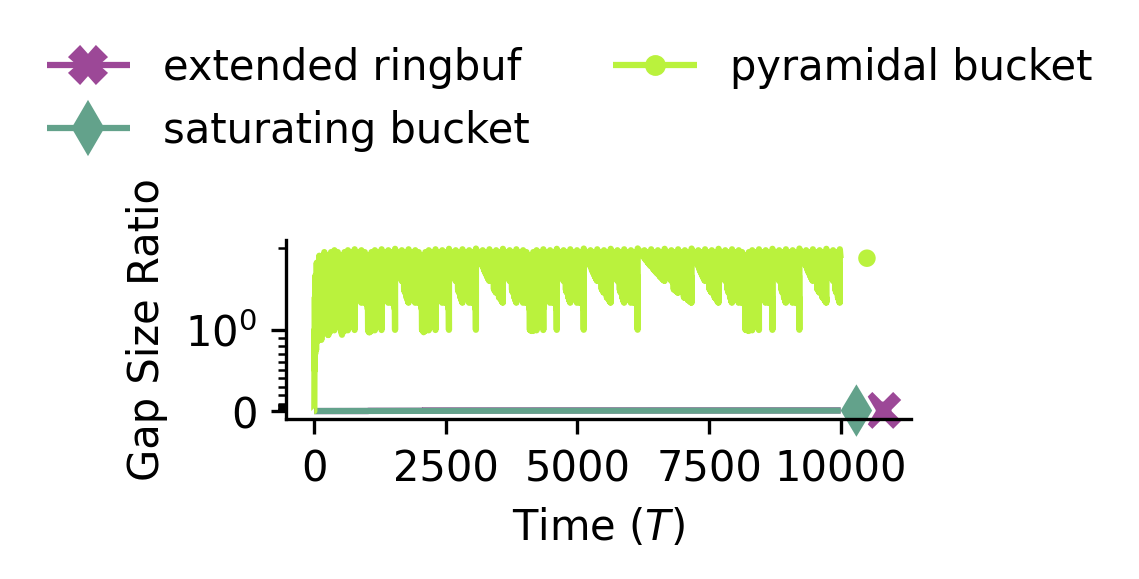 extended ringbuf
pyramidal bucket
saturating bucket
Gap Size Ratio
10⁰
0
0 2500 5000 7500 10000
Time (T)